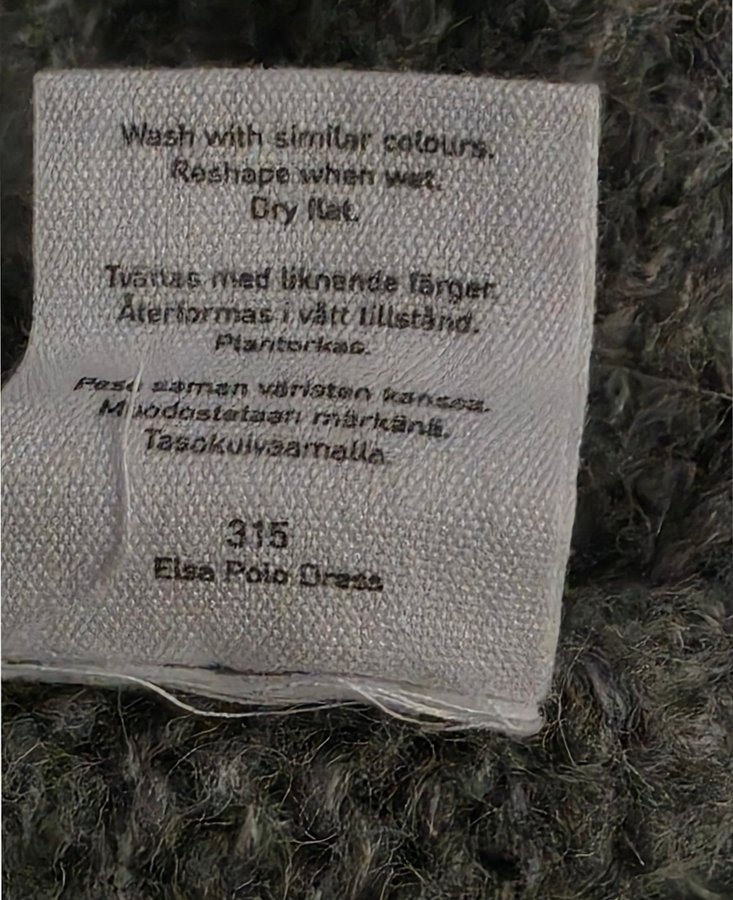 Wash with similar colours.
Reshape when wet.
Dry flat.
Tvättas med liknande färger.
Återformas i vått tillstånd.
Plantorkas.
Pese saman väristen kanssa.
Muodostetaan märkänä.
Tasokuivaamalla.
315
Elsa Polo Dress